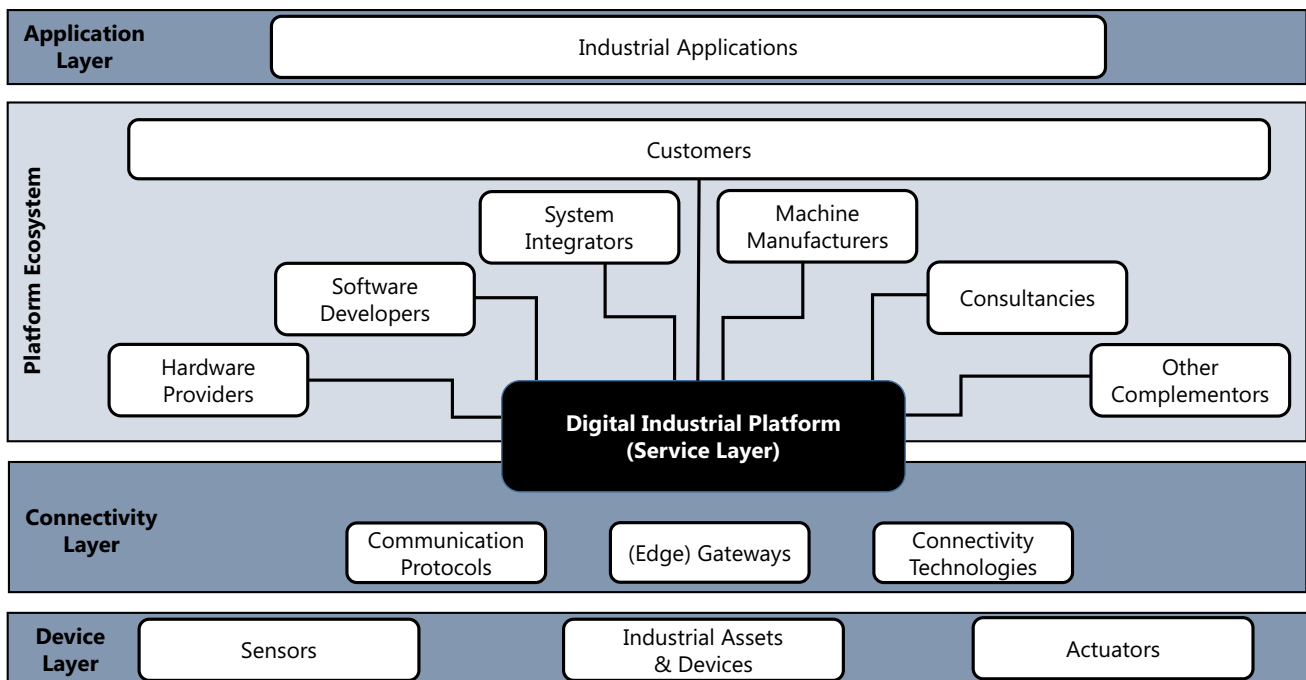 Application
Layer
Industrial Applications
Platform Ecosystem
Customers
System
Integrators
Machine
Manufacturers
Software
Developers
Consultancies
Hardware
Providers
Other
Complementors
Digital Industrial Platform
(Service Layer)
Connectivity
Layer
Communication
Protocols
(Edge) Gateways
Connectivity
Technologies
Device
Layer
Sensors
Industrial Assets
& Devices
Actuators